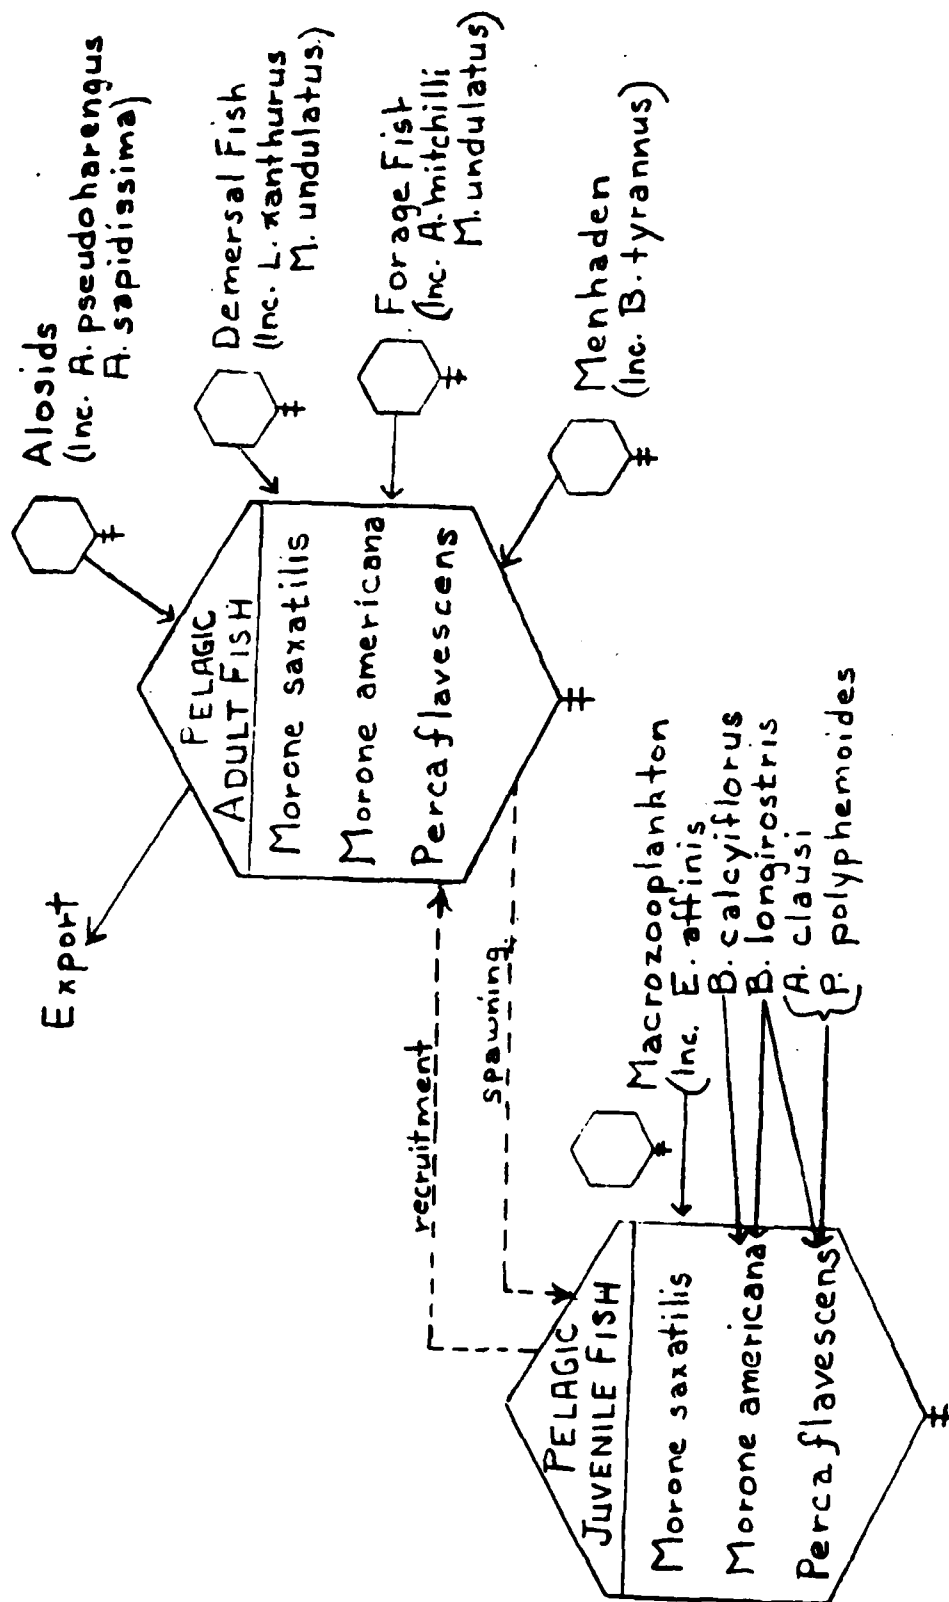 Export
PELAGIC
ADULT FISH
Morone saxatilis
Morone americana
Perca flavescens
Alosids
(Inc. A. pseudoharengus
A. sapidissima)
Demersal Fish
(Inc. L. xanthurus
M. undulatus.)
Forage Fish
(Inc. A. mitchilli
M. undulatus)
Menhaden
(Inc. B. tyrannus)
recruitment
spawning
PELAGIC
JUVENILE FISH
Morone saxatilis
Morone americana
Perca flavescens
Macrozooplankton
(Inc. E. affinis
B. calcyiflorus
B. longirostris
A. clausi
P. polyphemoides